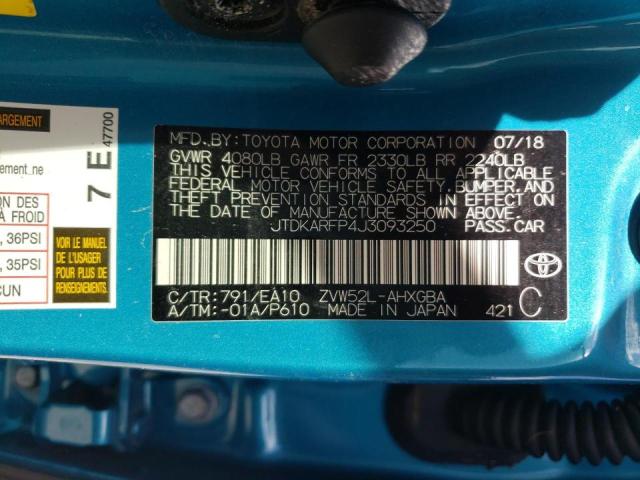 ARGEMENT
ement_ne
ION DES
À FROID
, 36PSI
, 35PSI
CUN
7 E
47700
VOIR LE MANUEL
DE L'USAGER
POUR PLUS DE
RENSEIGNEMENTS
MFD.BY:TOYOTA MOTOR CORPORATION 07/18
GVWR 4080LB GAWR FR 2330LB RR 2240LB
THIS VEHICLE CONFORMS TO ALL APPLICABLE
FEDERAL MOTOR VEHICLE SAFETY,BUMPER,AND
THEFT PREVENTION STANDARDS IN EFFECT ON
THE DATE OF MANUFACTURE SHOWN ABOVE.
JTDKARFP4J3093250 PASS.CAR
C/TR:791/EA10 ZVW52L-AHXGBA
A/TM:-01A/P610 MADE IN JAPAN 421 C
TOYOTA